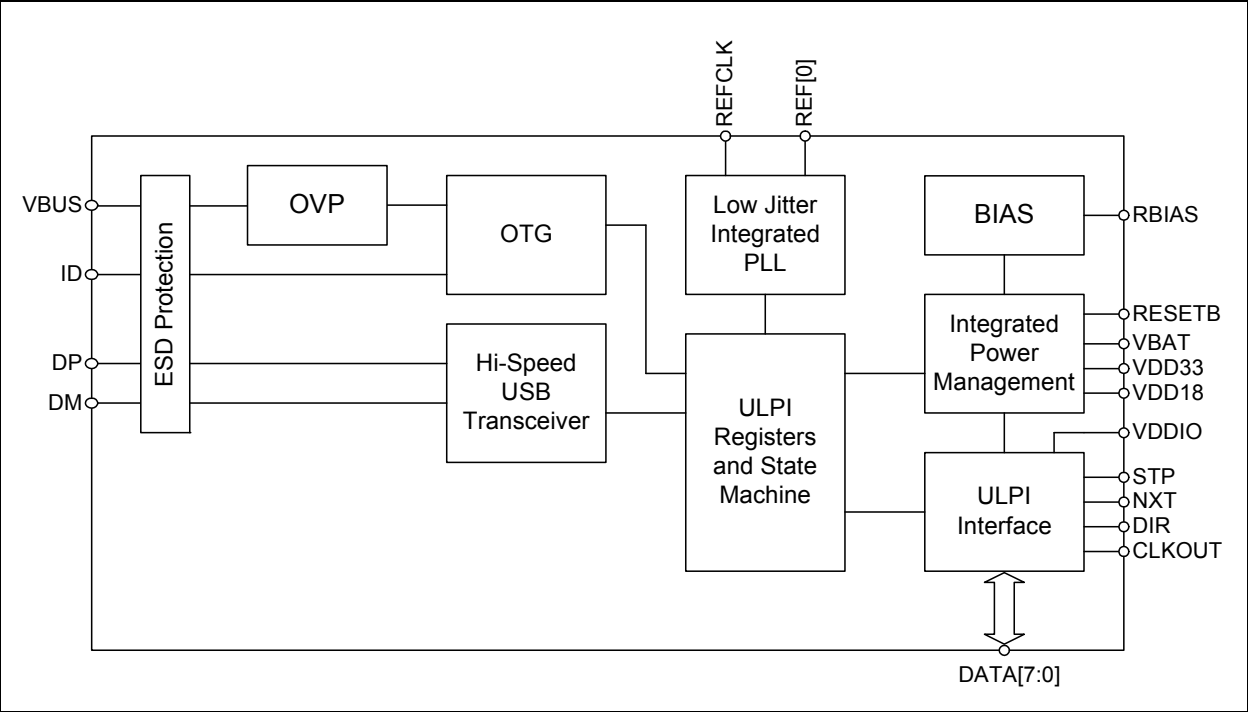 REFCLK
REF[0]
VBUS
ID
DP
DM
ESD Protection
OVP
OTG
Hi-Speed
USB
Transceiver
Low Jitter
Integrated
PLL
ULPI
Registers
and State
Machine
BIAS
Integrated
Power
Management
ULPI
Interface
RBIAS
RESETB
VBAT
VDD33
VDD18
VDDIO
STP
NXT
DIR
CLKOUT
DATA[7:0]